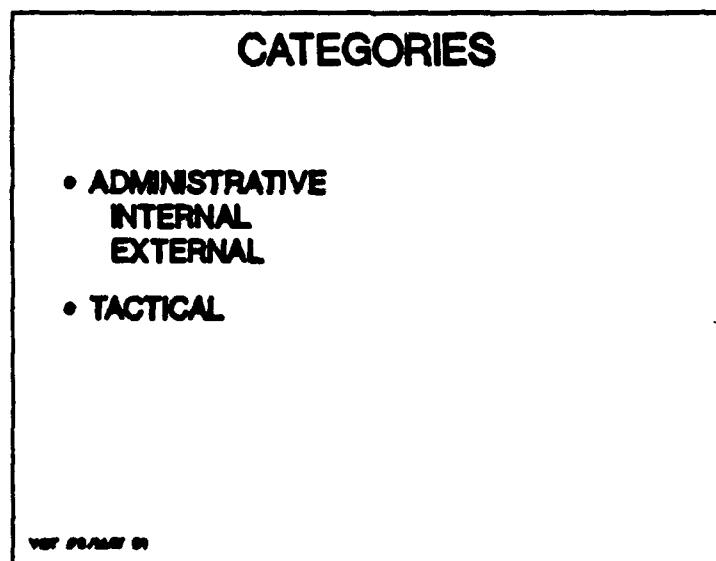 CATEGORIES
• ADMINISTRATIVE
INTERNAL
EXTERNAL
• TACTICAL